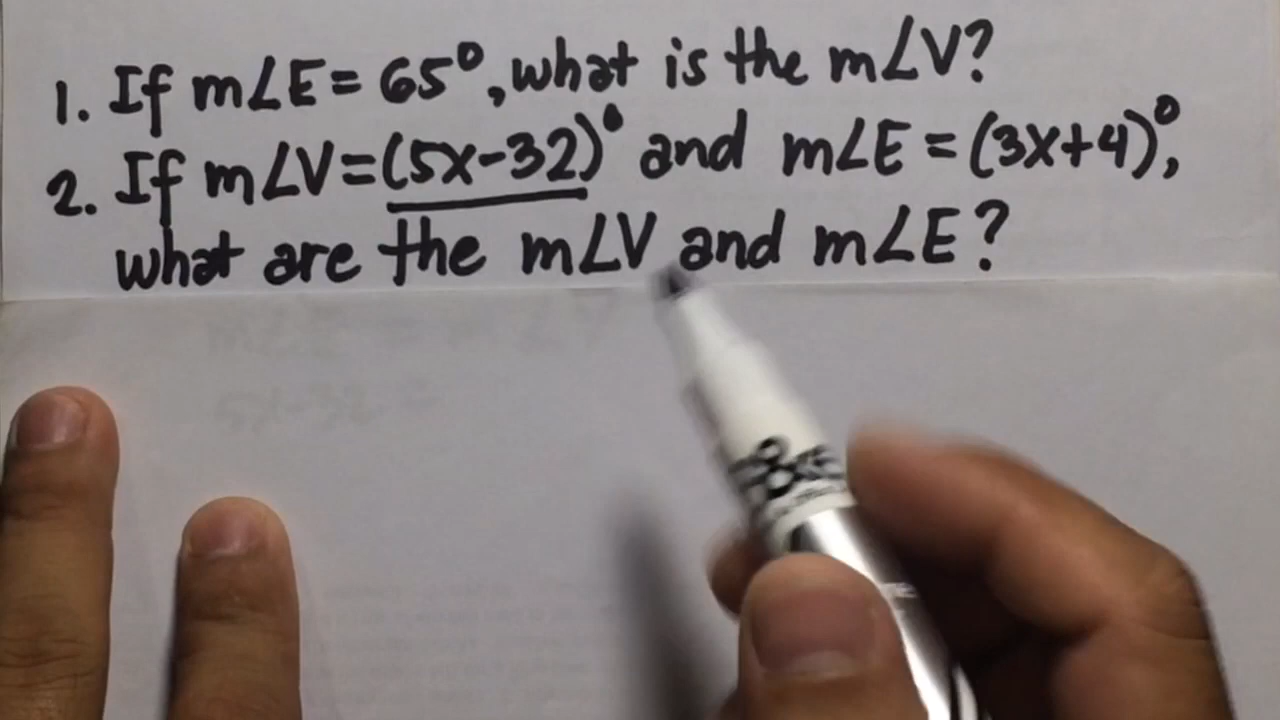 1. If m∠E = 65°, what is the m∠V?
2. If m∠V = (5x-32)° and m∠E = (3x+4)°,
what are the m∠V and m∠E?